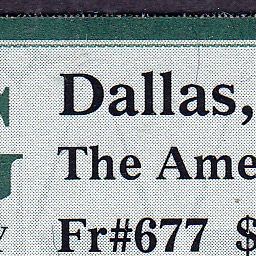 Dallas,
The Ame
Fr#677 $